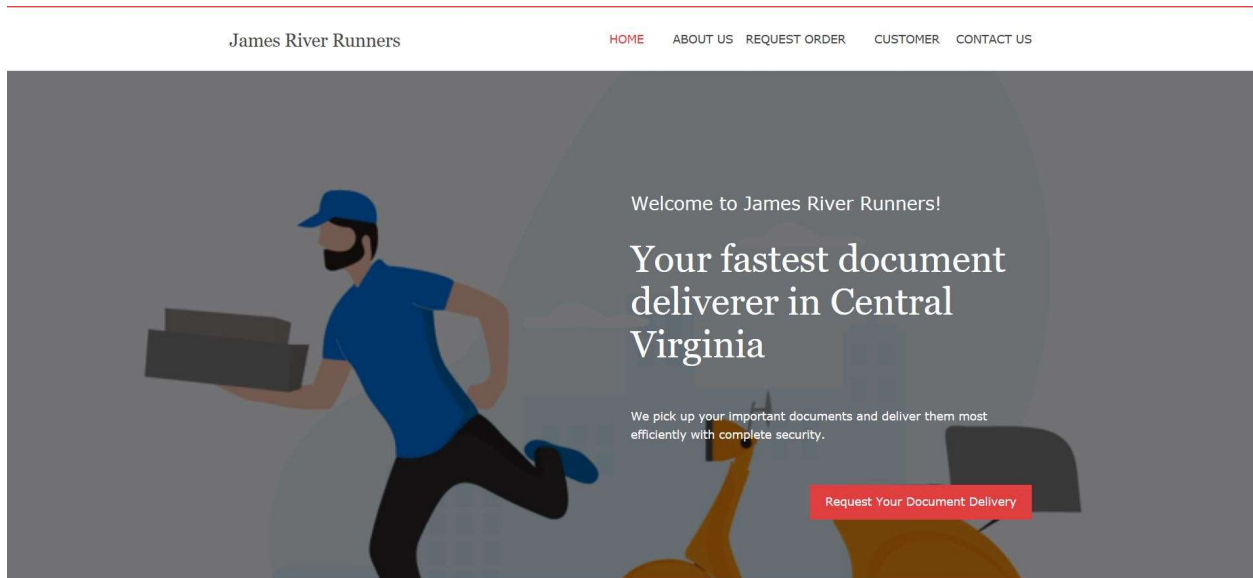 James River Runners
HOME ABOUT US REQUEST ORDER CUSTOMER CONTACT US
Welcome to James River Runners!
Your fastest document
deliverer in Central
Virginia
We pick up your important documents and deliver them most
efficiently with complete security.
Request Your Document Delivery